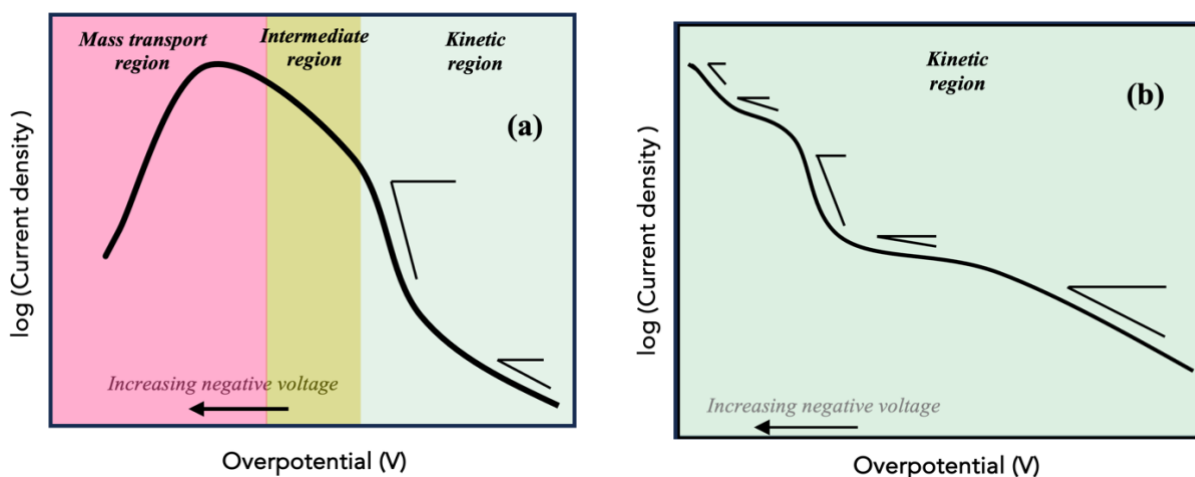 Mass transport
region
Intermediate
region
Kinetic
region
(a)
log (Current density )
Increasing negative voltage
Overpotential (V)
Kinetic
region
(b)
log (Current density)
Increasing negative voltage
Overpotential (V)